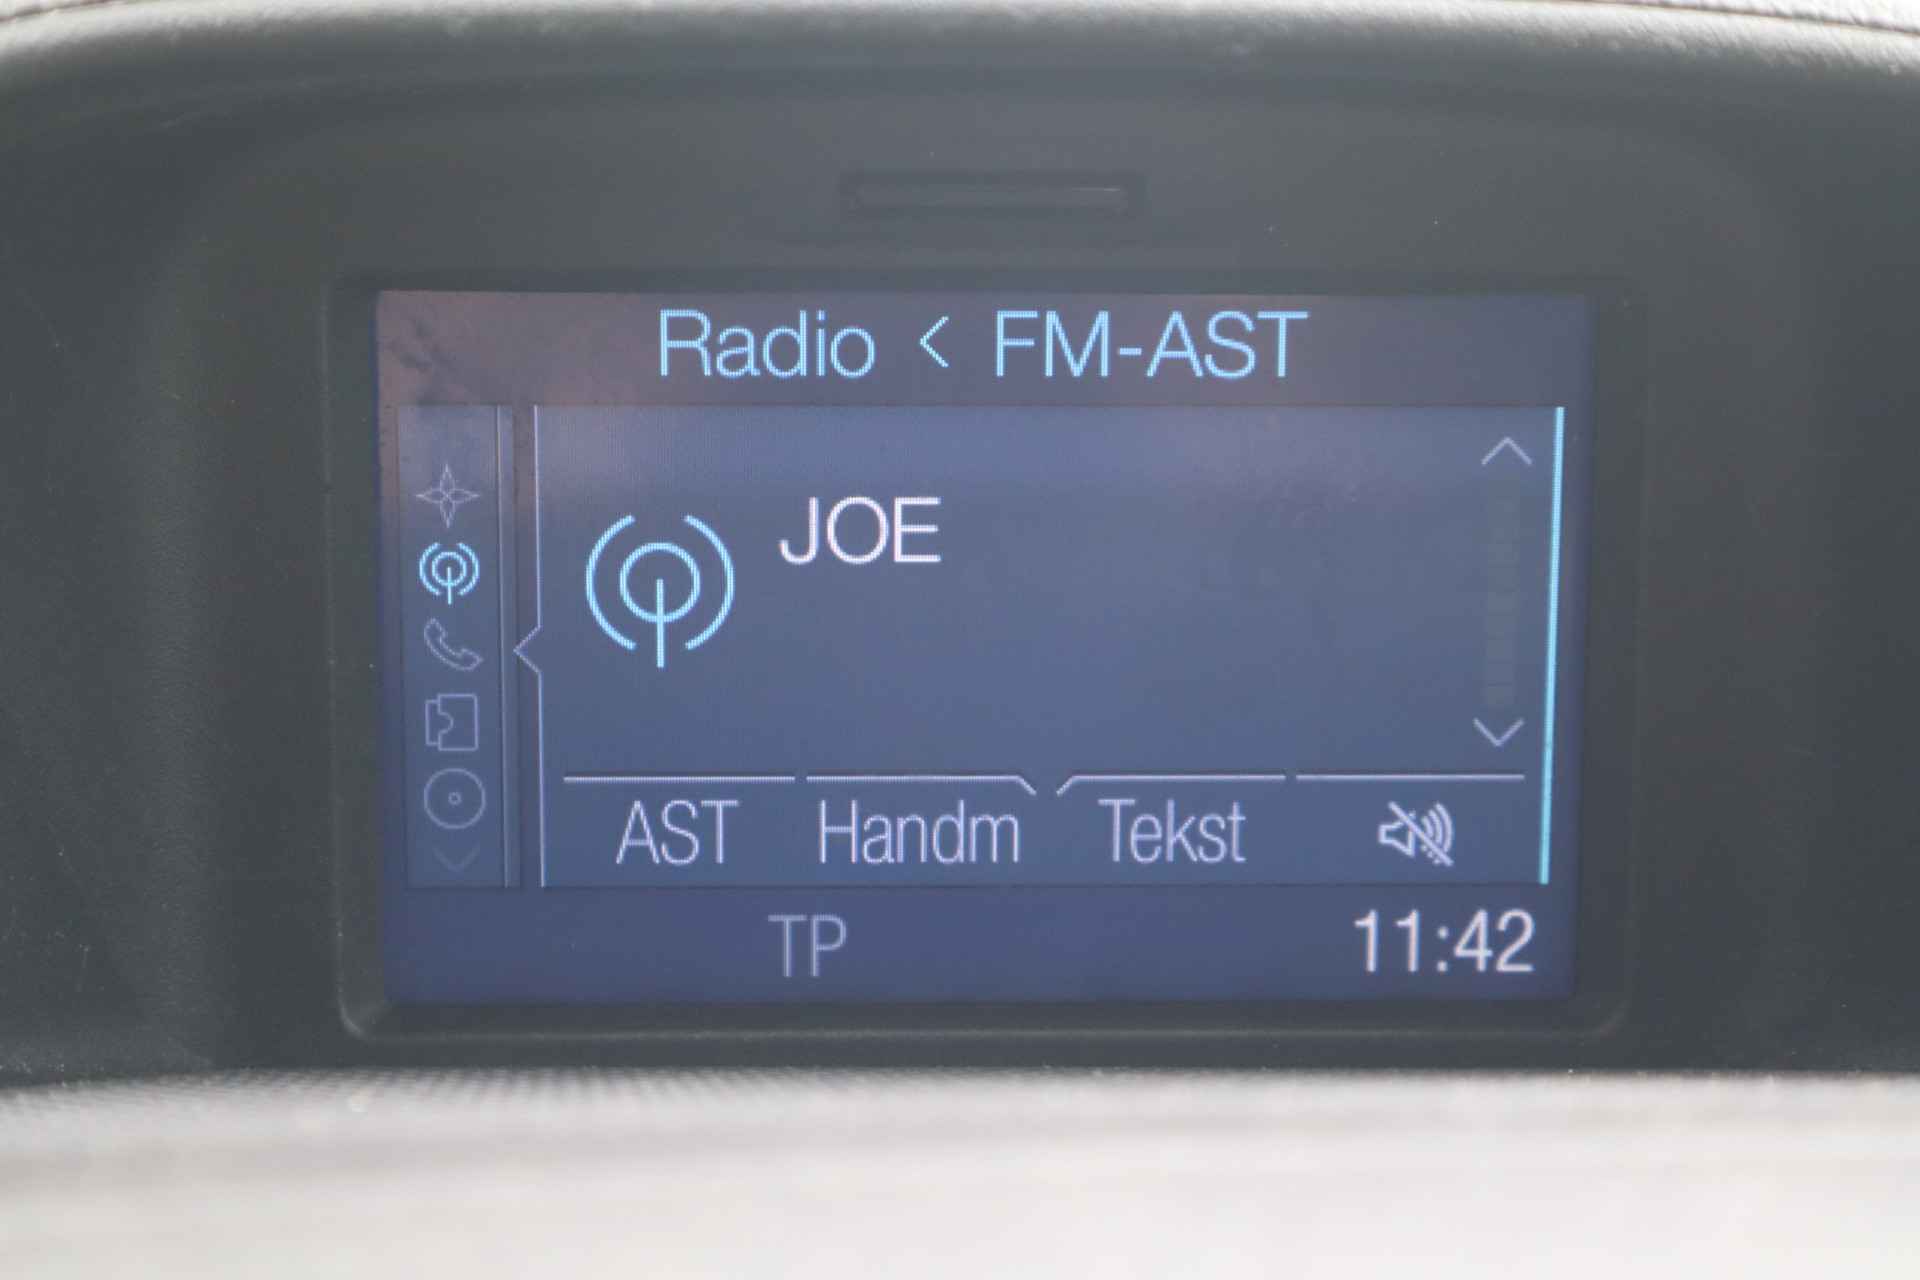 Radio < FM-AST
JOE
AST Handm Tekst
TP 11:42